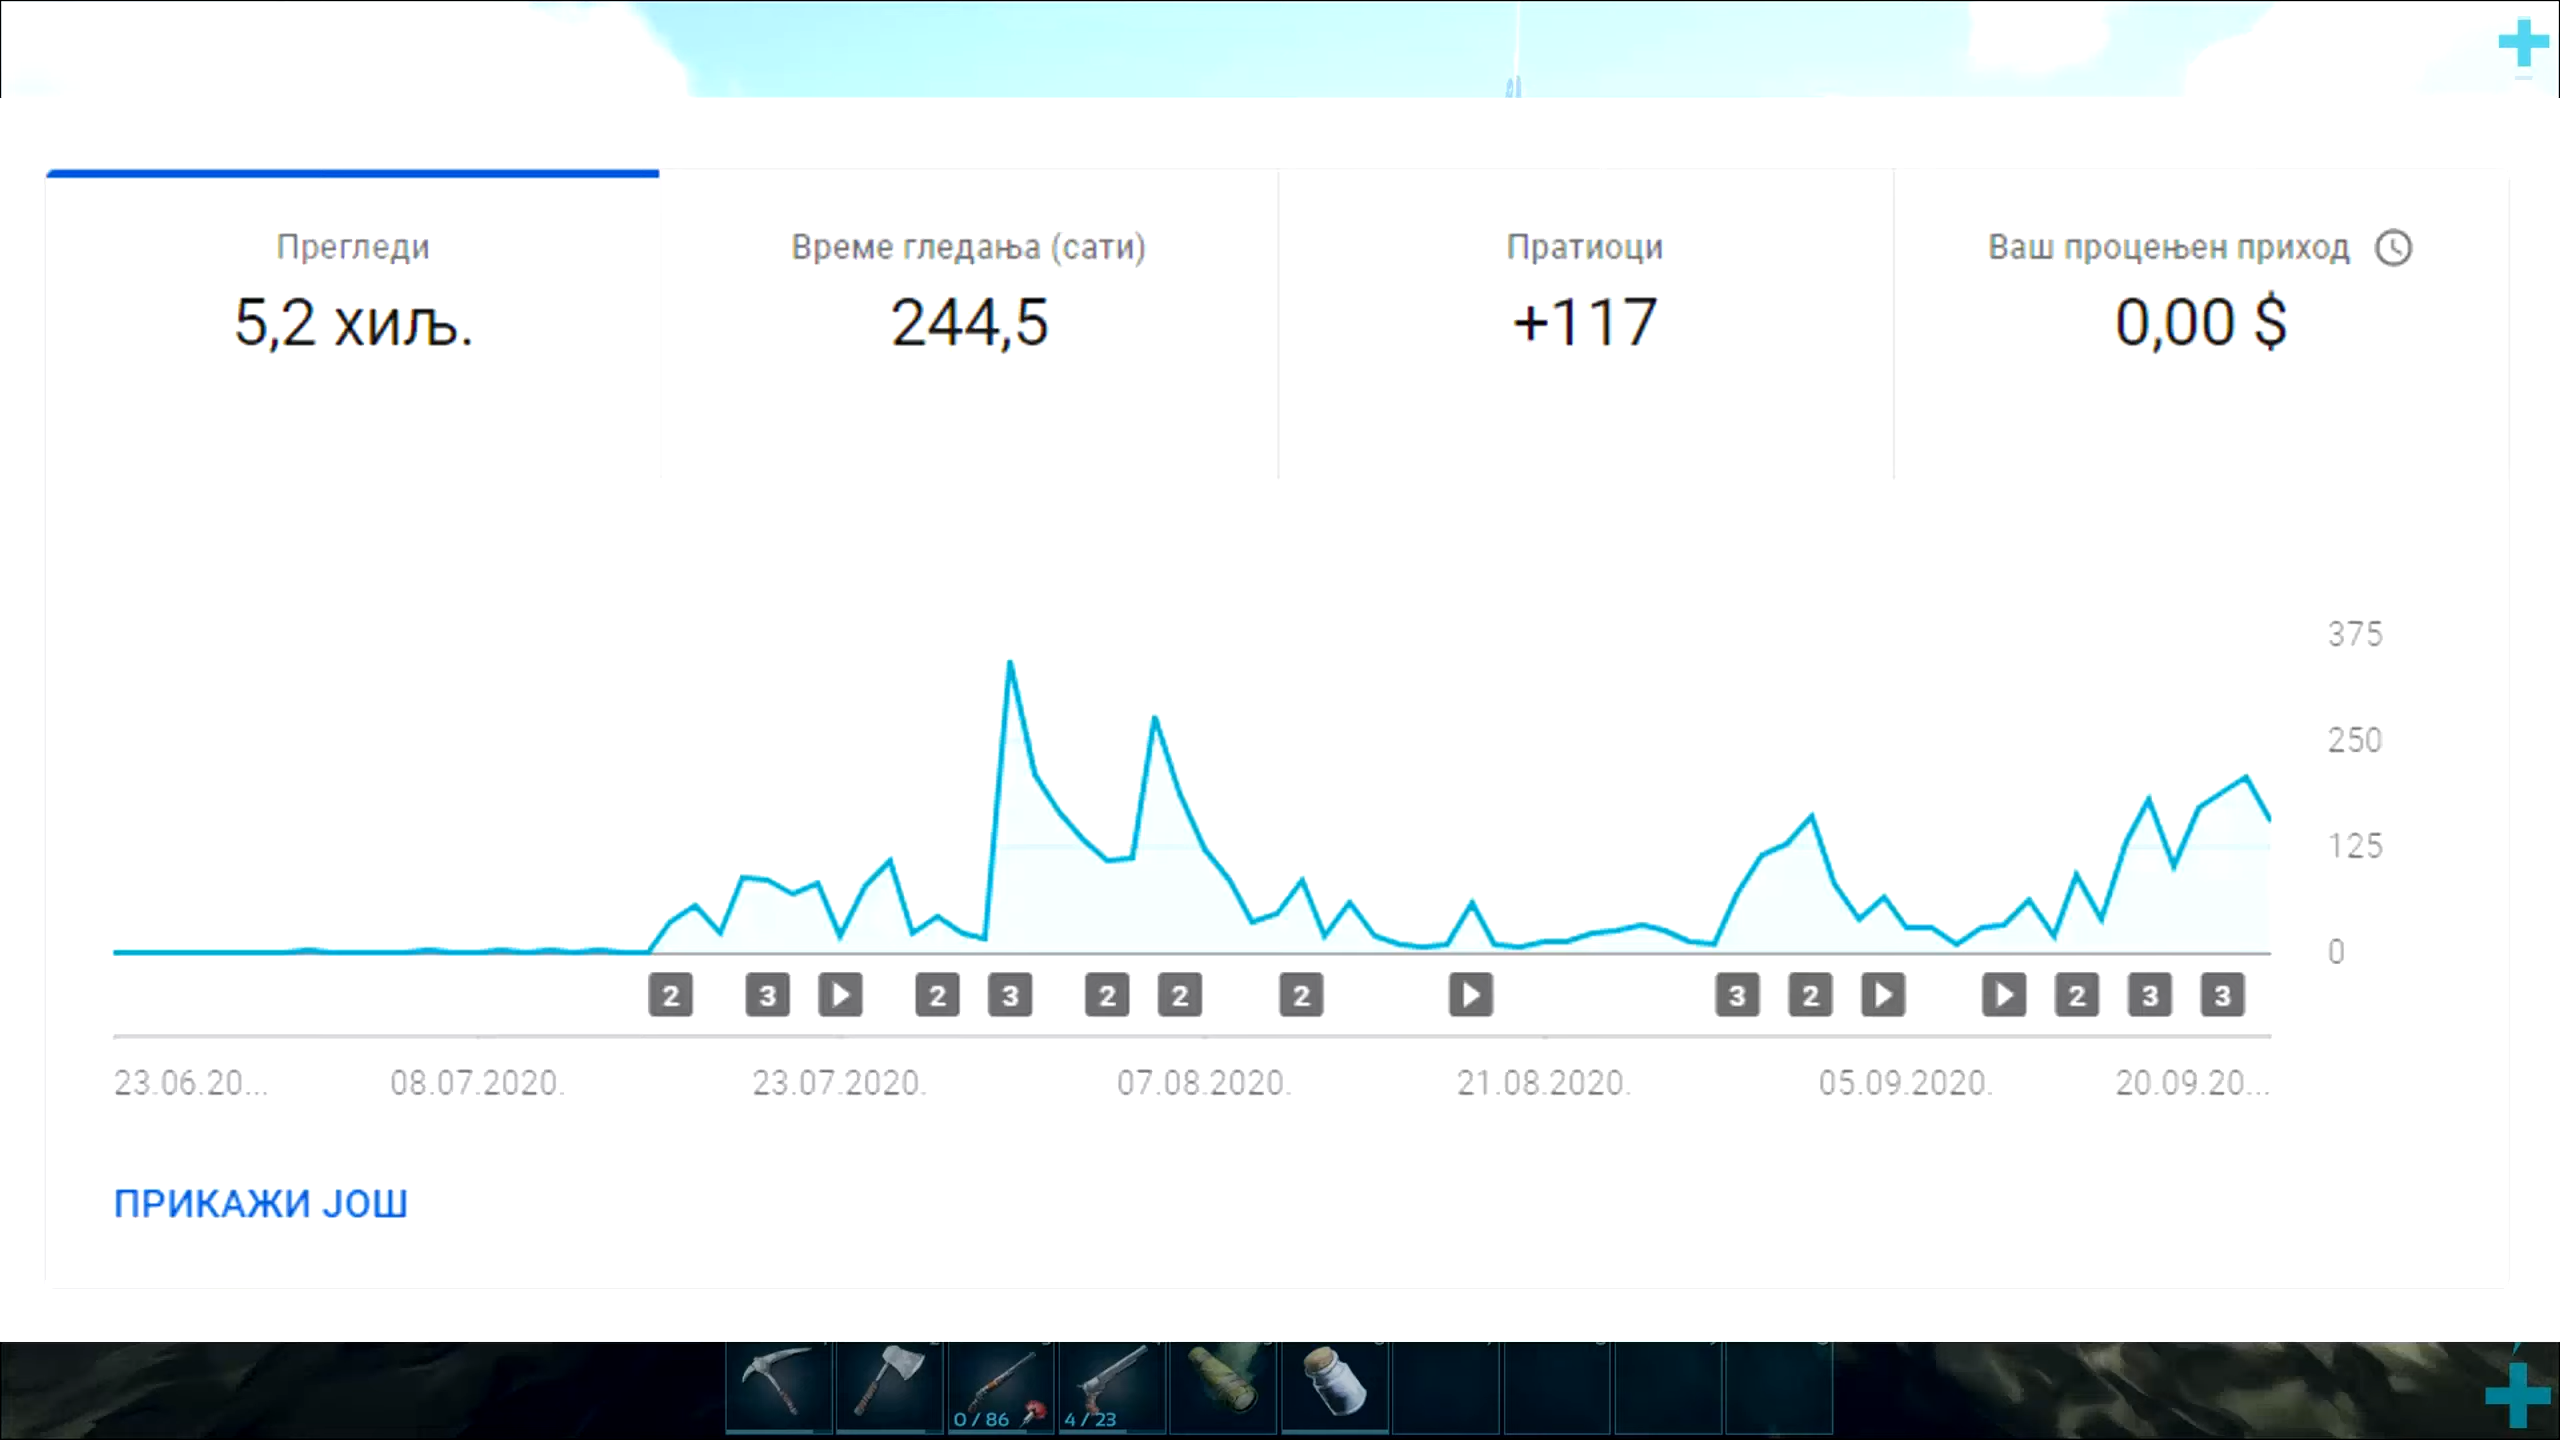 Прегледи
5,2 хиљ.
Време гледања (сати)
244,5
Пратиоци
+117
Ваш процењен приход
0,00 $
375
250
125
0
2 3 2 3 2 2 2 3 2 2 3 3
23.06.20... 08.07.2020. 23.07.2020. 07.08.2020. 21.08.2020. 05.09.2020. 20.09.20...
ПРИКАЖИ ЈОШ
0 / 86 4 / 23